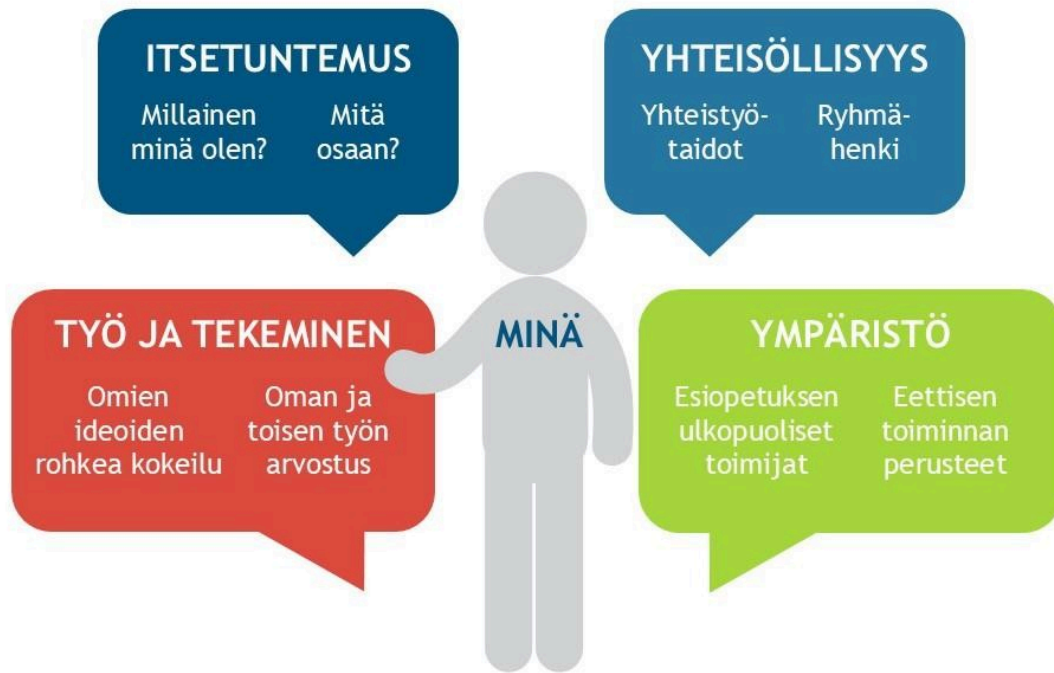 ITSETUNTEMUS
Millainen
minä olen?
Mitä
osaan?
YHTEISÖLLISYYS
Yhteistyö-
taidot
Ryhmä-
henki
MINÄ
TYÖ JA TEKEMINEN
Omien
ideoiden
rohkea kokeilu
Oman ja
toisen työn
arvostus
YMPÄRISTÖ
Esiopetuksen
ulkopuoliset
toimijat
Eettisen
toiminnan
perusteet